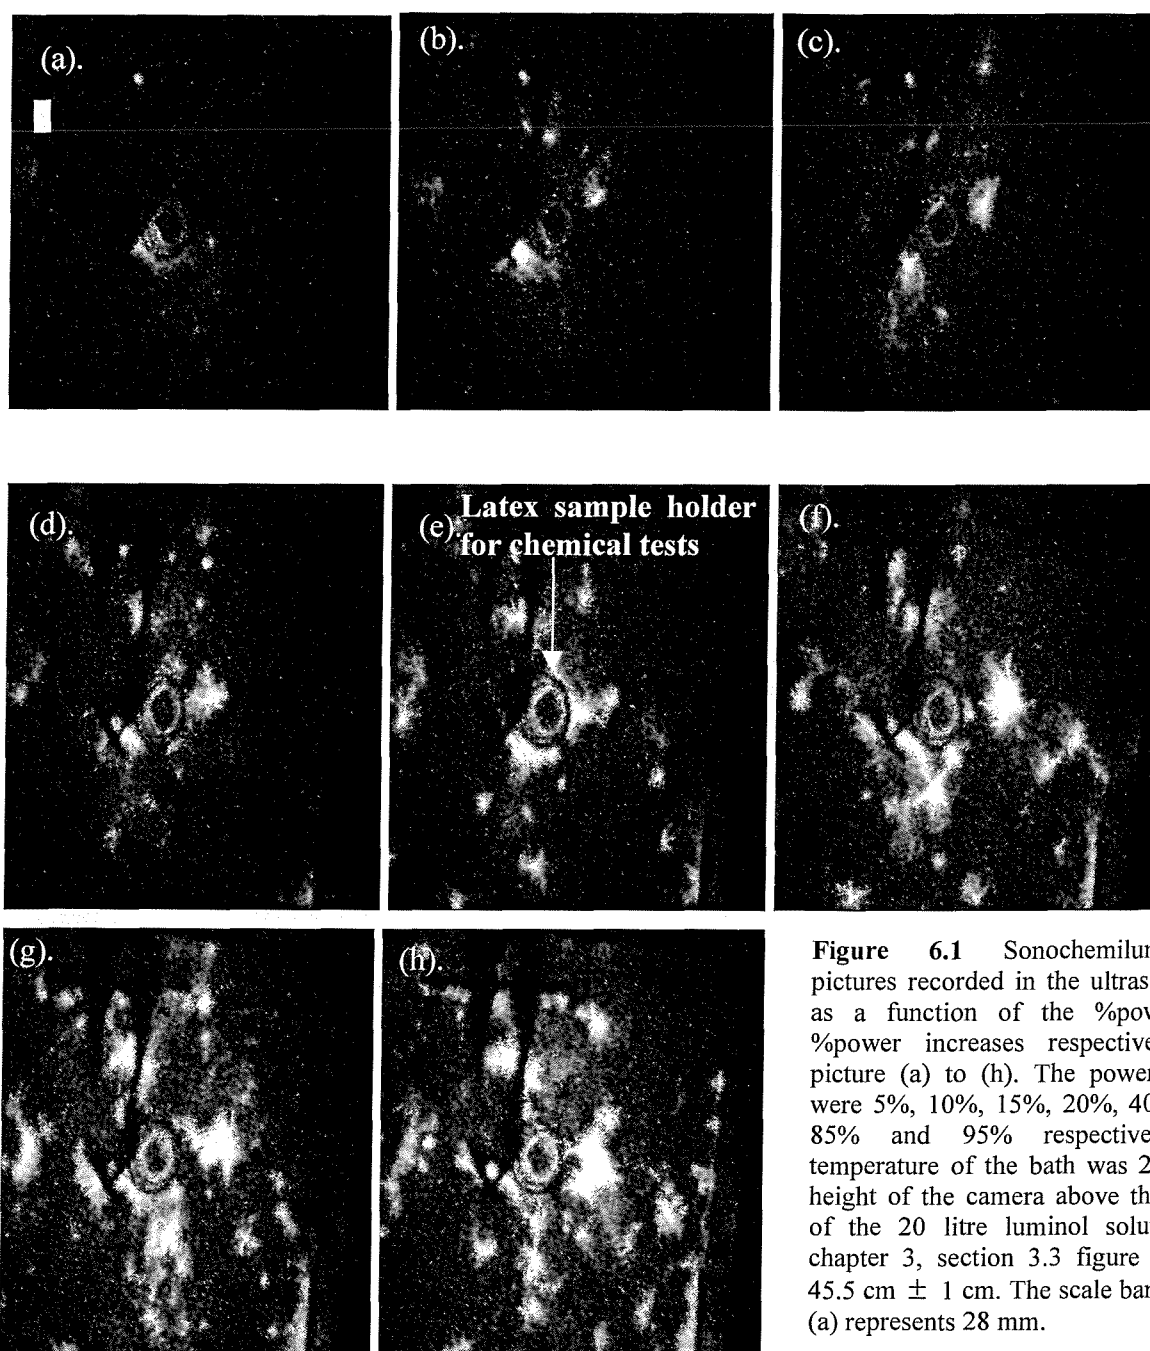 (a).
(b).
(c).
(d).
(e).
Latex sample holder
for chemical tests
(f).
(g).
(h).
Figure 6.1 Sonochemilu
pictures recorded in the ultras
as a function of the %pov
%power increases respective
picture (a) to (h). The power
were 5%, 10%, 15%, 20%, 40
85% and 95% respective
temperature of the bath was 2
height of the camera above th
of the 20 litre luminol solu
chapter 3, section 3.3 figure
45.5 cm ± 1 cm. The scale bar
(a) represents 28 mm.